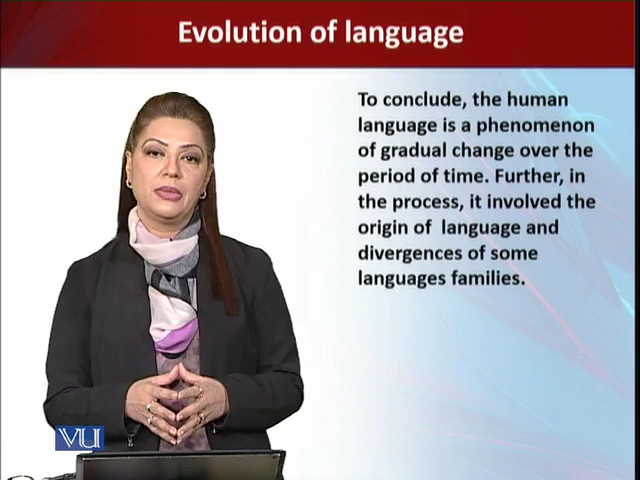 Evolution of language
To conclude, the human
language is a phenomenon
of gradual change over the
period of time. Further, in
the process, it involved the
origin of  language and
divergences of some
languages families.
VU